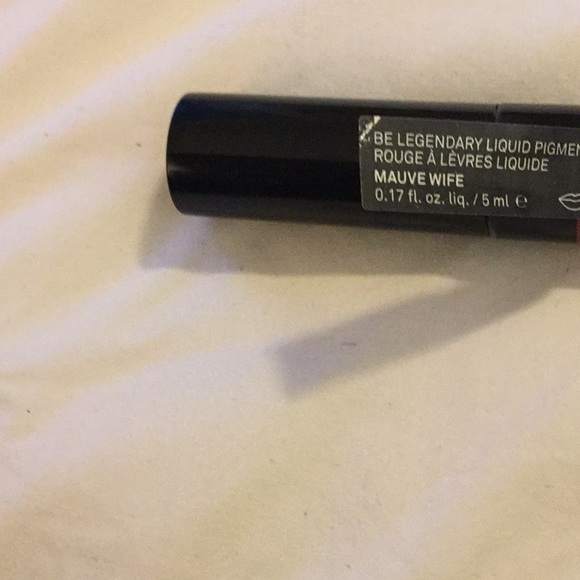 BE LEGENDARY LIQUID PIGMEN
ROUGE À LÈVRES LIQUIDE
MAUVE WIFE
0.17 fl. oz. liq. / 5 ml ℮